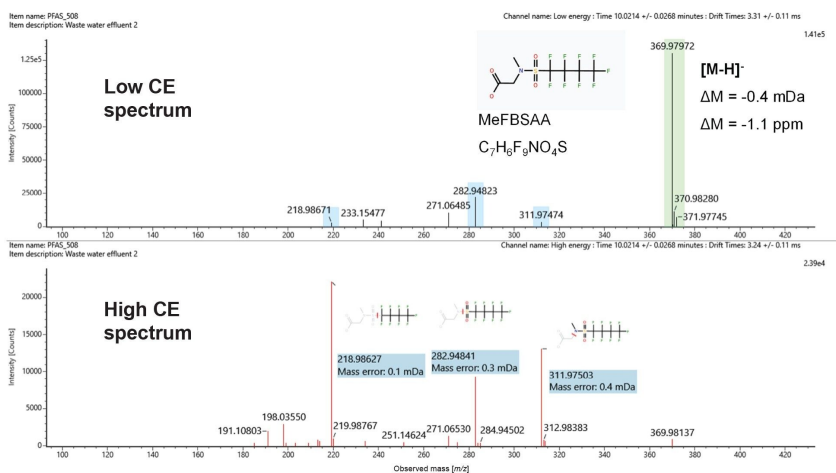 Item name: PFAS_508
Item description: Waste water effluent 2
Channel name: Low energy : Time 10.0214 +/- 0.0268 minutes : Drift Times: 3.31 +/- 0.11 ms
1.41e5
1.25e5
100000
75000
50000
25000
0
Intensity [Counts]
Low CE
spectrum
MeFBSAA
C₇H₆F₉NO₄S
[M-H]⁻
ΔM = -0.4 mDa
ΔM = -1.1 ppm
369.97972
370.98280
371.97745
218.98671
233.15477
271.06485
282.94823
311.97474
100 120 140 160 180 200 220 240 260 280 300 320 340 360 380 400 420
Item name: PFAS_508
Item description: Waste water effluent 2
Channel name: High energy : Time 10.0214 +/- 0.0268 minutes : Drift Times: 3.24 +/- 0.11 ms
2.39e4
20000
15000
10000
5000
0
Intensity [Counts]
High CE
spectrum
218.98627
Mass error: 0.1 mDa
282.94841
Mass error: 0.3 mDa
311.97503
Mass error: 0.4 mDa
191.10803
198.03550
219.98767
251.14624
271.06530
284.94502
312.98383
369.98137
100 120 140 160 180 200 220 240 260 280 300 320 340 360 380 400 420
Observed mass [m/z]